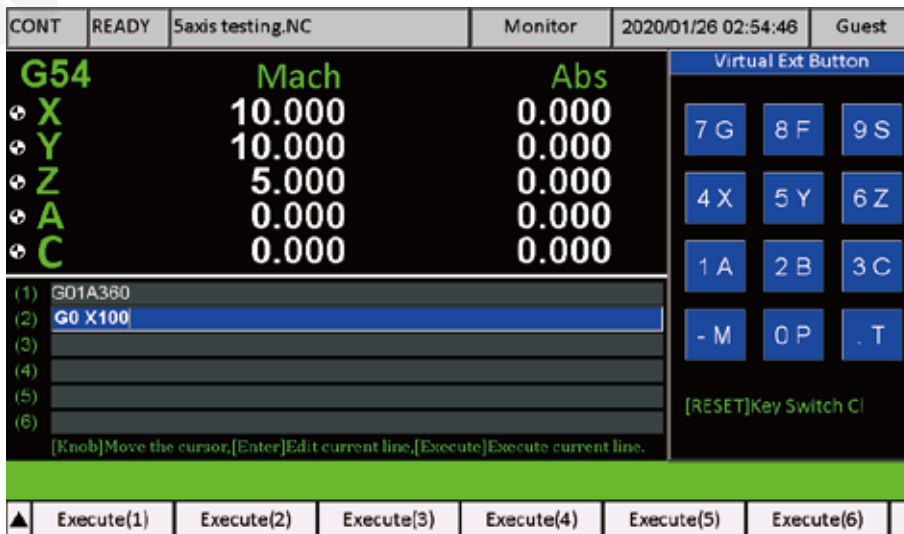 CONT READY 5axis testing.NC Monitor 2020/01/26 02:54:46 Guest
G54 Mach Abs
X 10.000 0.000
Y 10.000 0.000
Z 5.000 0.000
A 0.000 0.000
C 0.000 0.000
Virtual Ext Button
7 G 8 F 9 S
4 X 5 Y 6 Z
1 A 2 B 3 C
- M 0 P . T
[RESET]Key Switch Cl
(1) G01A360
(2) G0 X100
(3)
(4)
(5)
(6)
[Knob]Move the cursor,[Enter]Edit current line,[Execute]Execute current line.
▲ Execute(1) Execute(2) Execute(3) Execute(4) Execute(5) Execute(6)